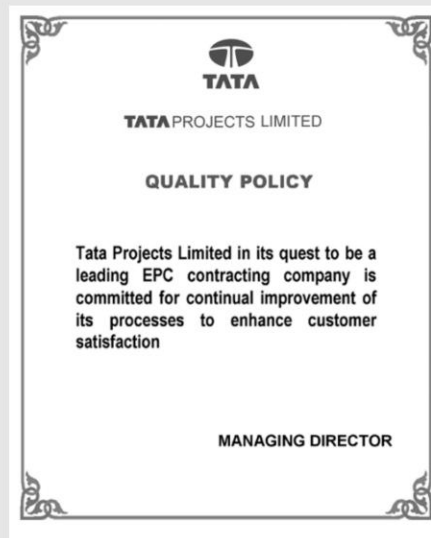 TATA
TATA PROJECTS LIMITED
QUALITY POLICY
Tata Projects Limited in its quest to be a
leading EPC contracting company is
committed for continual improvement of
its processes to enhance customer
satisfaction
MANAGING DIRECTOR